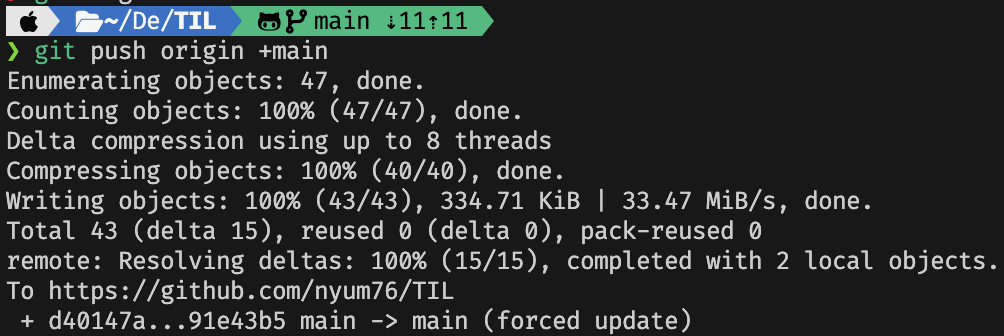 ~/De/TIL main ⇣11⇡11
❯ git push origin +main
Enumerating objects: 47, done.
Counting objects: 100% (47/47), done.
Delta compression using up to 8 threads
Compressing objects: 100% (40/40), done.
Writing objects: 100% (43/43), 334.71 KiB | 33.47 MiB/s, done.
Total 43 (delta 15), reused 0 (delta 0), pack-reused 0
remote: Resolving deltas: 100% (15/15), completed with 2 local objects.
To https://github.com/nyum76/TIL
 + d40147a...91e43b5 main -> main (forced update)